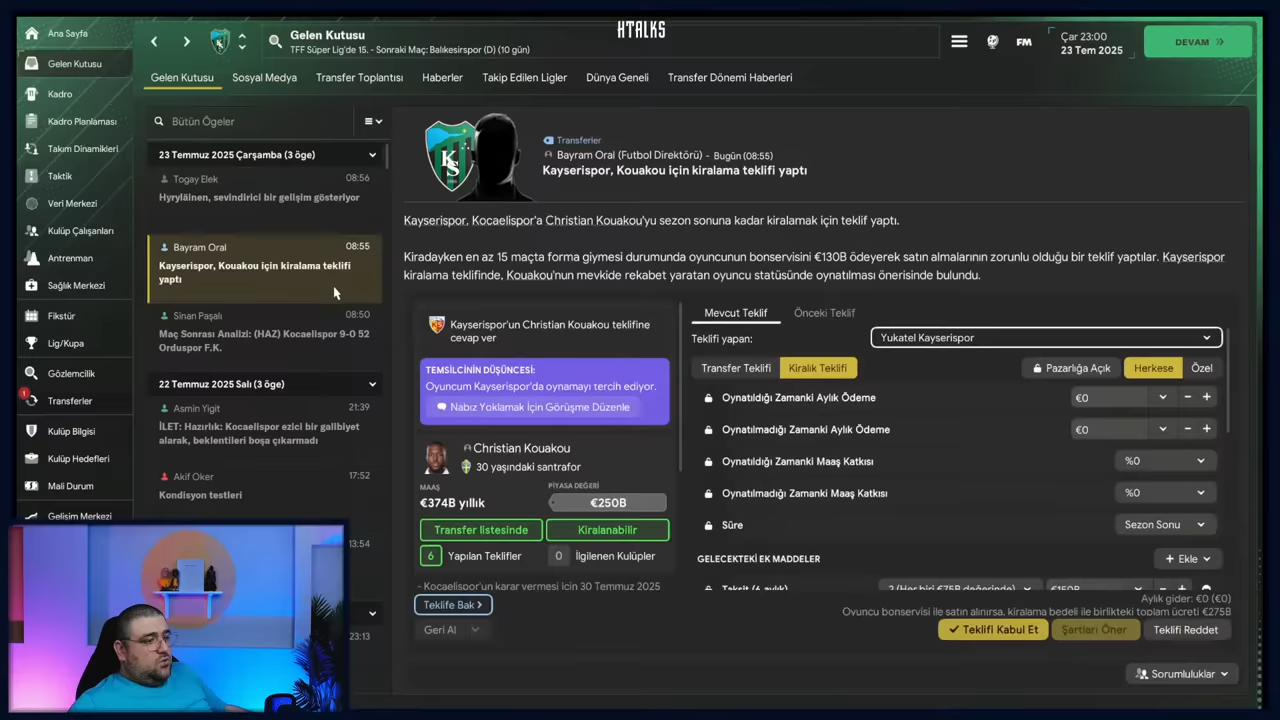 HTALKS
Ana Sayfa
Gelen Kutusu
Kadro
Kadro Planlaması
Takım Dinamikleri
Taktik
Veri Merkezi
Kulüp Çalışanları
Antrenman
Sağlık Merkezi
Fikstür
Lig/Kupa
Gözlemcilik
1
Transferler
Kulüp Bilgisi
Kulüp Hedefleri
Mali Durum
Gelişim Merkezi
Gelen Kutusu
TFF Süper Lig'de 15. - Sonraki Maç: Balıkesirspor (D) (10 gün)
FM
Çar 23:00
23 Tem 2025
DEVAM
Gelen Kutusu
Sosyal Medya
Transfer Toplantısı
Haberler
Takip Edilen Ligler
Dünya Geneli
Transfer Dönemi Haberleri
Bütün Ögeler
23 Temmuz 2025 Çarşamba (3 öge)
Togay Elek 08:56
Hyryläinen, sevindirici bir gelişim gösteriyor
Bayram Oral 08:55
Kayserispor, Kouakou için kiralama teklifi
yaptı
Sinan Paşalı 08:50
Maç Sonrası Analizi: (HAZ) Kocaelispor 9-0 52
Orduspor F.K.
22 Temmuz 2025 Salı (3 öge)
Asmin Yigit 21:39
İLET: Hazırlık: Kocaelispor ezici bir galibiyet
alarak, beklentileri boşa çıkarmadı
Akif Oker 17:52
Kondisyon testleri
13:54
23:13
KS
Transferler
Bayram Oral (Futbol Direktörü) - Bugün (08:55)
Kayserispor, Kouakou için kiralama teklifi yaptı
Kayserispor, Kocaelispor'a Christian Kouakou'yu sezon sonuna kadar kiralamak için teklif yaptı.
Kiradayken en az 15 maçta forma giymesi durumunda oyuncunun bonservisini €130B ödeyerek satın almalarının zorunlu olduğu bir teklif yaptılar. Kayserispor
kiralama teklifinde, Kouakou'nun mevkide rekabet yaratan oyuncu statüsünde oynatılması önerisinde bulundu.
Kayserispor'un Christian Kouakou teklifine
cevap ver
TEMSİLCİNİN DÜŞÜNCESİ:
Oyuncum Kayserispor'da oynamayı tercih ediyor.
Nabız Yoklamak İçin Görüşme Düzenle
Christian Kouakou
30 yaşındaki santrafor
MAAŞ
PİYASA DEĞERİ
€374B yıllık
€250B
Transfer listesinde
Kiralanabilir
6 Yapılan Teklifler
0 İlgilenen Kulüpler
- Kocaelispor'un karar vermesi için 30 Temmuz 2025
Teklife Bak
Geri Al
Mevcut Teklif
Önceki Teklif
Teklifi yapan:
Yukatel Kayserispor
Transfer Teklifi
Kiralık Teklifi
Pazarlığa Açık
Herkese
Özel
Oynatıldığı Zamanki Aylık Ödeme €0 - +
Oynatılmadığı Zamanki Aylık Ödeme €0 - +
Oynatıldığı Zamanki Maaş Katkısı %0
Oynatılmadığı Zamanki Maaş Katkısı %0
Süre Sezon Sonu
GELECEKTEKİ EK MADDELER
+ Ekle
Taksit (6 aylık) 2 (Her biri €75B değerinde) €150B
Aylık gider: €0 (€0)
Oyuncu bonservisi ile satın alınırsa, kiralama bedeli ile birlikte toplam ücreti €275B
Teklifi Kabul Et
Şartları Öner
Teklifi Reddet
Sorumluluklar